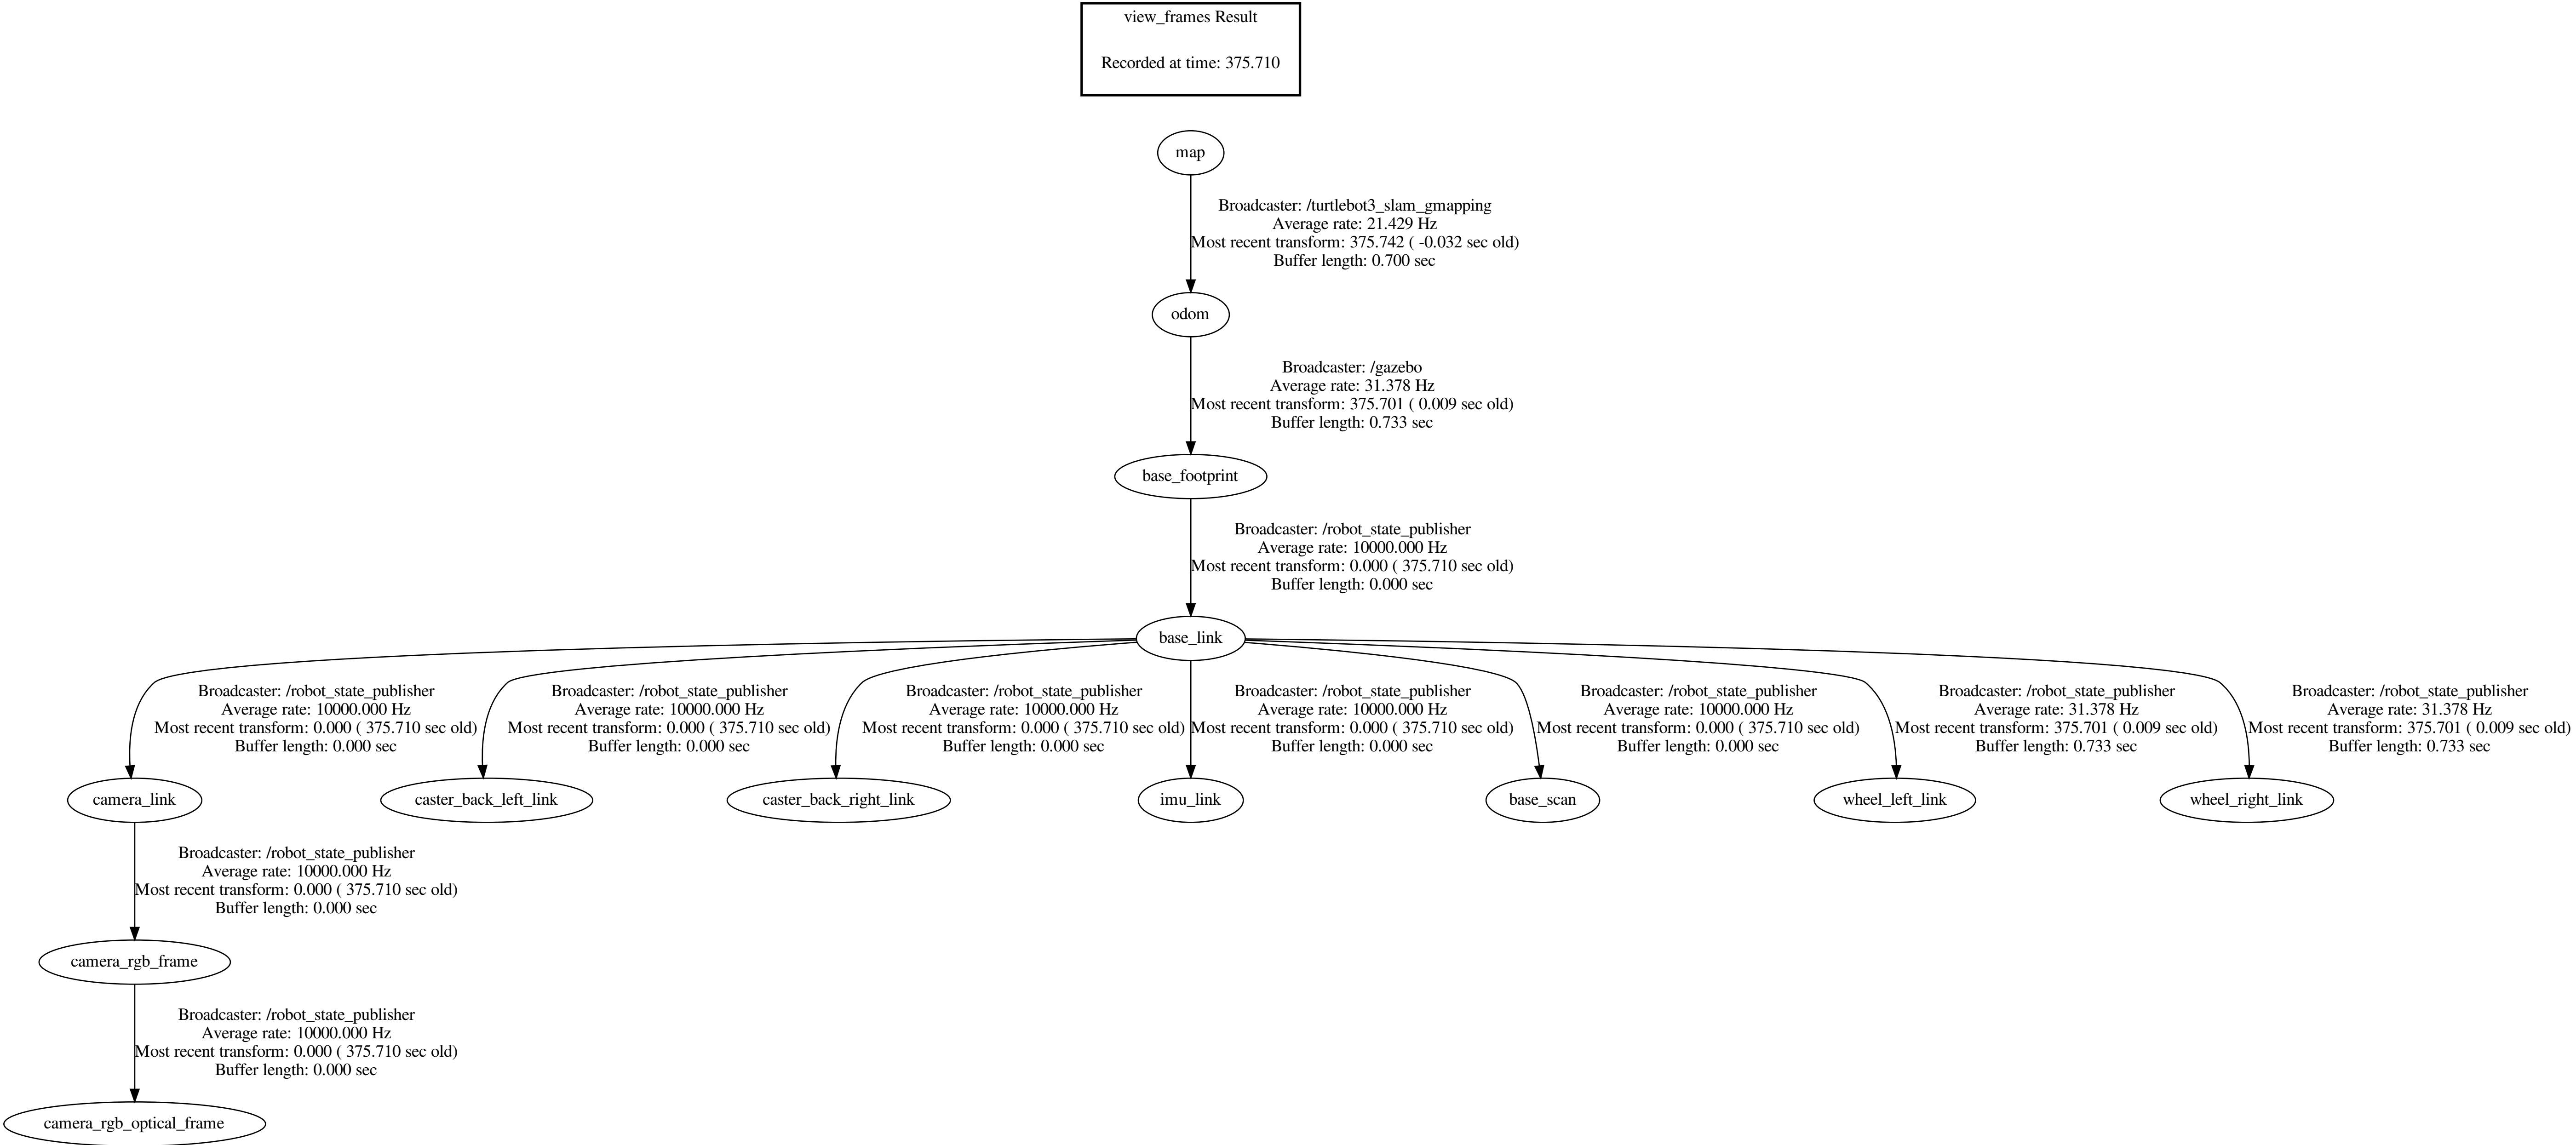 view_frames Result
Recorded at time: 375.710
map
Broadcaster: /turtlebot3_slam_gmapping
Average rate: 21.429 Hz
Most recent transform: 375.742 ( -0.032 sec old)
Buffer length: 0.700 sec
odom
Broadcaster: /gazebo
Average rate: 31.378 Hz
Most recent transform: 375.701 ( 0.009 sec old)
Buffer length: 0.733 sec
base_footprint
Broadcaster: /robot_state_publisher
Average rate: 10000.000 Hz
Most recent transform: 0.000 ( 375.710 sec old)
Buffer length: 0.000 sec
base_link
Broadcaster: /robot_state_publisher
Average rate: 10000.000 Hz
Most recent transform: 0.000 ( 375.710 sec old)
Buffer length: 0.000 sec
Broadcaster: /robot_state_publisher
Average rate: 10000.000 Hz
Most recent transform: 0.000 ( 375.710 sec old)
Buffer length: 0.000 sec
Broadcaster: /robot_state_publisher
Average rate: 10000.000 Hz
Most recent transform: 0.000 ( 375.710 sec old)
Buffer length: 0.000 sec
Broadcaster: /robot_state_publisher
Average rate: 10000.000 Hz
Most recent transform: 0.000 ( 375.710 sec old)
Buffer length: 0.000 sec
Broadcaster: /robot_state_publisher
Average rate: 10000.000 Hz
Most recent transform: 0.000 ( 375.710 sec old)
Buffer length: 0.000 sec
Broadcaster: /robot_state_publisher
Average rate: 31.378 Hz
Most recent transform: 375.701 ( 0.009 sec old)
Buffer length: 0.733 sec
Broadcaster: /robot_state_publisher
Average rate: 31.378 Hz
Most recent transform: 375.701 ( 0.009 sec old)
Buffer length: 0.733 sec
camera_link
caster_back_left_link
caster_back_right_link
imu_link
base_scan
wheel_left_link
wheel_right_link
Broadcaster: /robot_state_publisher
Average rate: 10000.000 Hz
Most recent transform: 0.000 ( 375.710 sec old)
Buffer length: 0.000 sec
camera_rgb_frame
Broadcaster: /robot_state_publisher
Average rate: 10000.000 Hz
Most recent transform: 0.000 ( 375.710 sec old)
Buffer length: 0.000 sec
camera_rgb_optical_frame